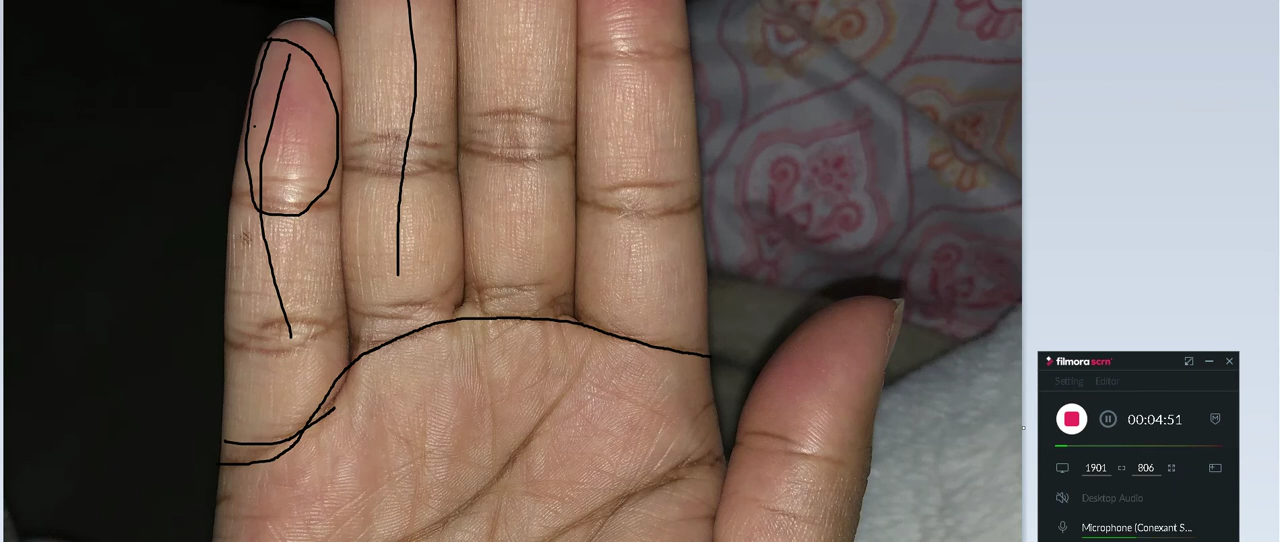 filmora scrn
Setting Editor
00:04:51
1901 806
Desktop Audio
Microphone (Conexant S...